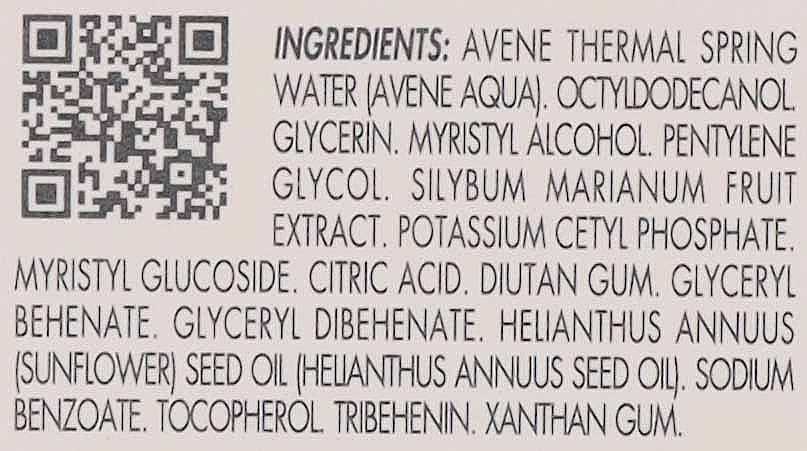 INGREDIENTS: AVENE THERMAL SPRING
WATER (AVENE AQUA). OCTYLDODECANOL.
GLYCERIN. MYRISTYL ALCOHOL. PENTYLENE
GLYCOL. SILYBUM MARIANUM FRUIT
EXTRACT. POTASSIUM CETYL PHOSPHATE.
MYRISTYL GLUCOSIDE. CITRIC ACID. DIUTAN GUM. GLYCERYL
BEHENATE. GLYCERYL DIBEHENATE. HELIANTHUS ANNUUS
(SUNFLOWER) SEED OIL (HELIANTHUS ANNUUS SEED OIL). SODIUM
BENZOATE. TOCOPHEROL. TRIBEHENIN. XANTHAN GUM.